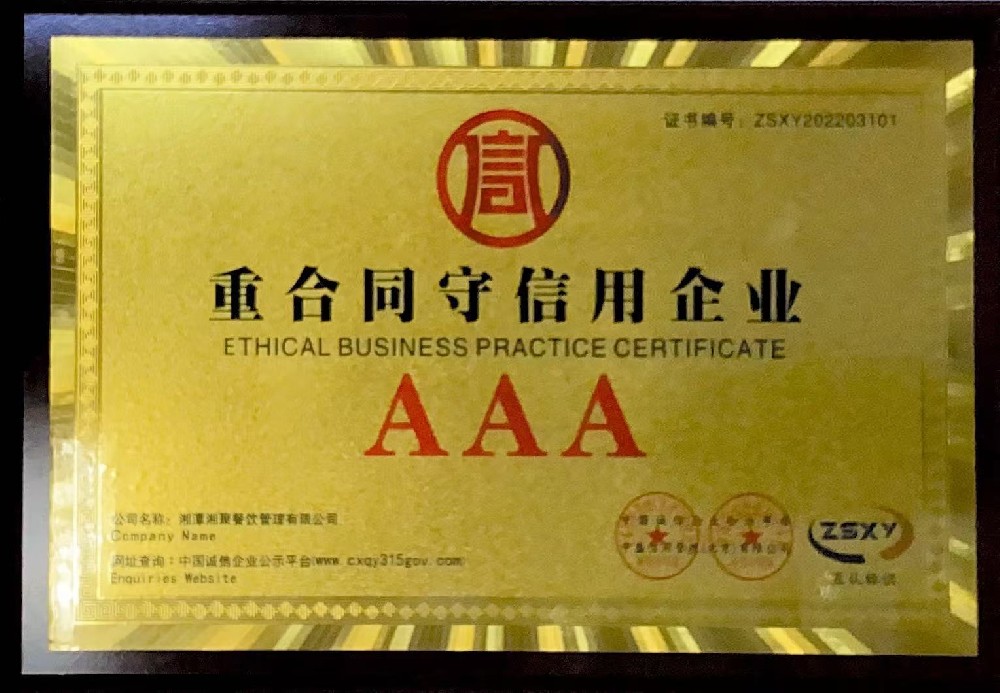 证书编号：ZSXY202203101
重合同守信用企业
ETHICAL BUSINESS PRACTICE CERTIFICATE
AAA
公司名称：湘潭湘聚餐饮管理有限公司
Company Name
网址查询：中国诚信企业公示平台(www.cxqy315gov.com)
Enquiries Website
ZSXY